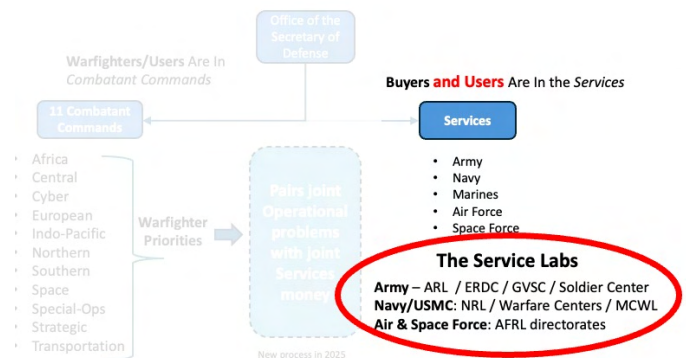 Office of the
Secretary of
Defense
Warfighters/Users Are In
Combatant Commands
Buyers and Users Are In the Services
11 Combatant
Commands
Services
• Africa
• Central
• Cyber
• European
• Indo-Pacific
• Northern
• Southern
• Space
• Special-Ops
• Strategic
• Transportation
Warfighter
Priorities
Pairs joint
Operational
problems
with joint
Services
money
New process in 2025
• Army
• Navy
• Marines
• Air Force
• Space Force
The Service Labs
Army – ARL / ERDC / GVSC / Soldier Center
Navy/USMC: NRL / Warfare Centers / MCWL
Air & Space Force: AFRL directorates